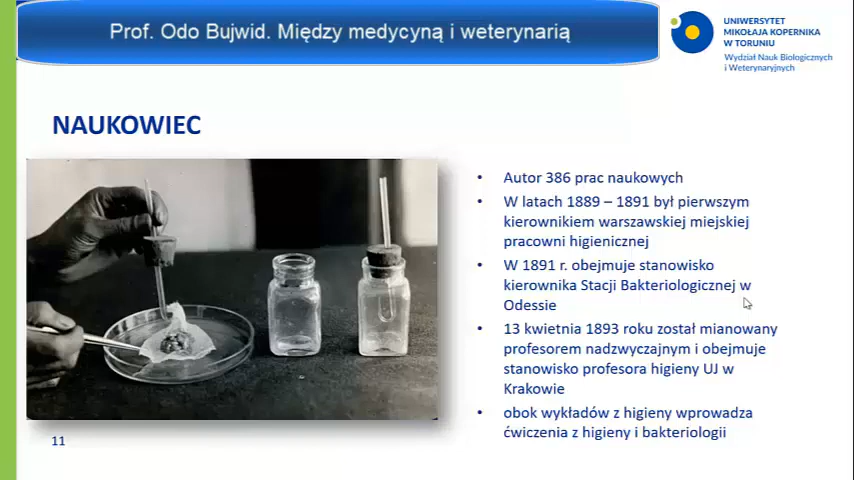 Prof. Odo Bujwid. Między medycyną i weterynarią
UNIWERSYTET
MIKOŁAJA KOPERNIKA
W TORUNIU
Wydział Nauk Biologicznych
i Weterynaryjnych
NAUKOWIEC
• Autor 386 prac naukowych
• W latach 1889 – 1891 był pierwszym
kierownikiem warszawskiej miejskiej
pracowni higienicznej
• W 1891 r. obejmuje stanowisko
kierownika Stacji Bakteriologicznej w
Odessie
• 13 kwietnia 1893 roku został mianowany
profesorem nadzwyczajnym i obejmuje
stanowisko profesora higieny UJ w
Krakowie
• obok wykładów z higieny wprowadza
ćwiczenia z higieny i bakteriologii
11